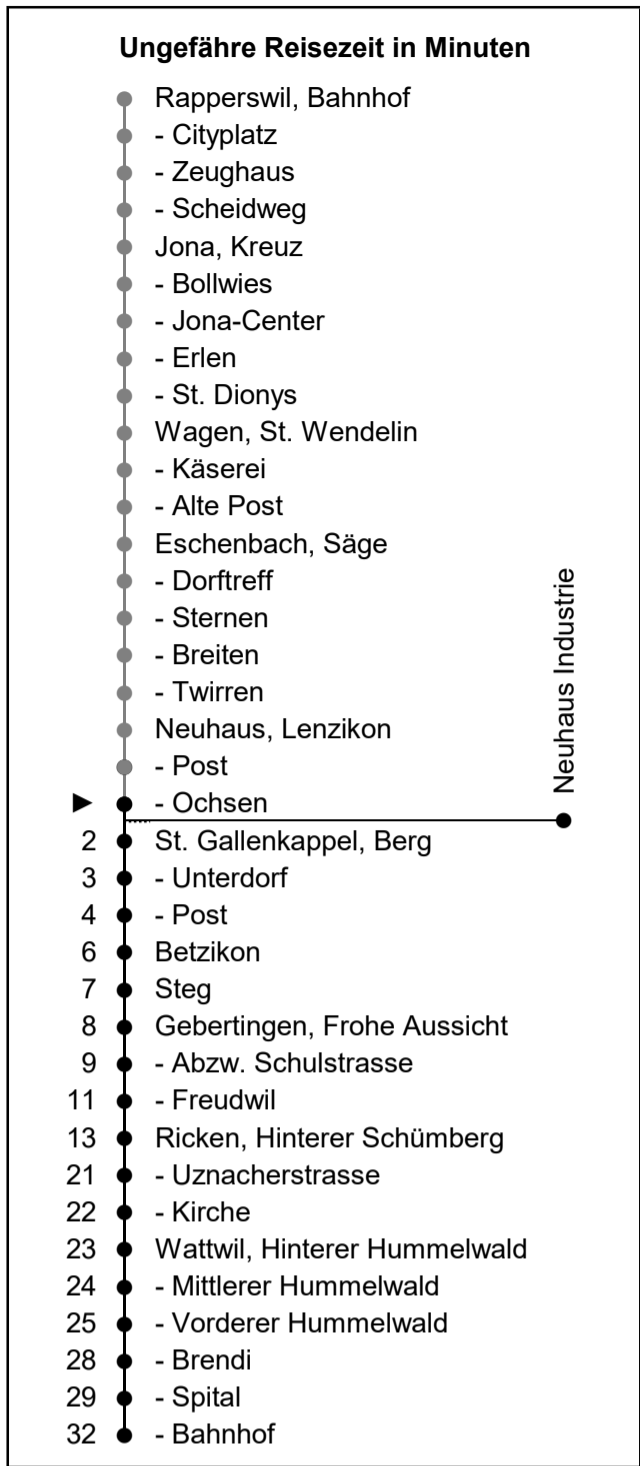 Ungefähre Reisezeit in Minuten
Rapperswil, Bahnhof
- Cityplatz
- Zeughaus
- Scheidweg
Jona, Kreuz
- Bollwies
- Jona-Center
- Erlen
- St. Dionys
Wagen, St. Wendelin
- Käserei
- Alte Post
Eschenbach, Säge
- Dorftreff
- Sternen
- Breiten
- Twirren
Neuhaus, Lenzikon
- Post
- Ochsen
Neuhaus Industrie
2 St. Gallenkappel, Berg
3 - Unterdorf
4 - Post
6 Betzikon
7 Steg
8 Gebertingen, Frohe Aussicht
9 - Abzw. Schulstrasse
11 - Freudwil
13 Ricken, Hinterer Schümberg
21 - Uznacherstrasse
22 - Kirche
23 Wattwil, Hinterer Hummelwald
24 - Mittlerer Hummelwald
25 - Vorderer Hummelwald
28 - Brendi
29 - Spital
32 - Bahnhof